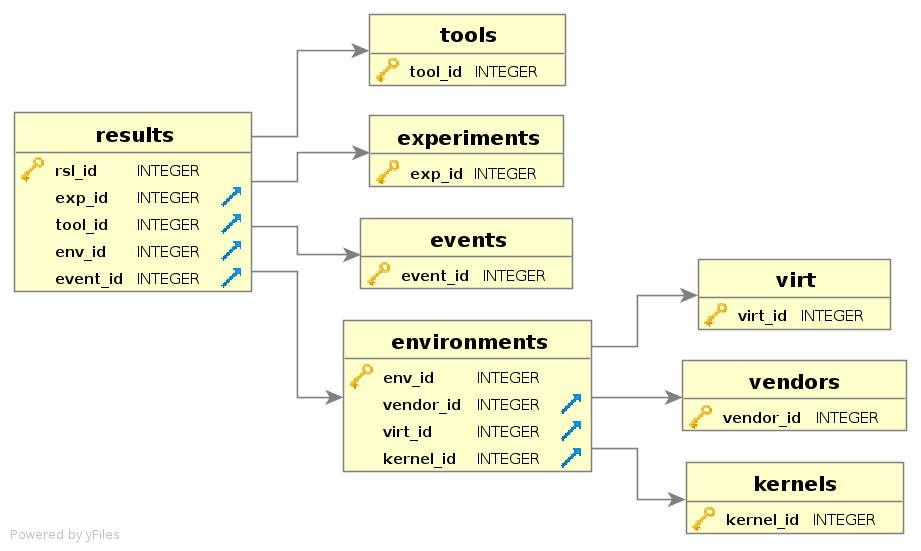 tools
tool_id INTEGER
results
rsl_id INTEGER
exp_id INTEGER
tool_id INTEGER
env_id INTEGER
event_id INTEGER
experiments
exp_id INTEGER
events
event_id INTEGER
environments
env_id INTEGER
vendor_id INTEGER
virt_id INTEGER
kernel_id INTEGER
virt
virt_id INTEGER
vendors
vendor_id INTEGER
kernels
kernel_id INTEGER
Powered by yFiles